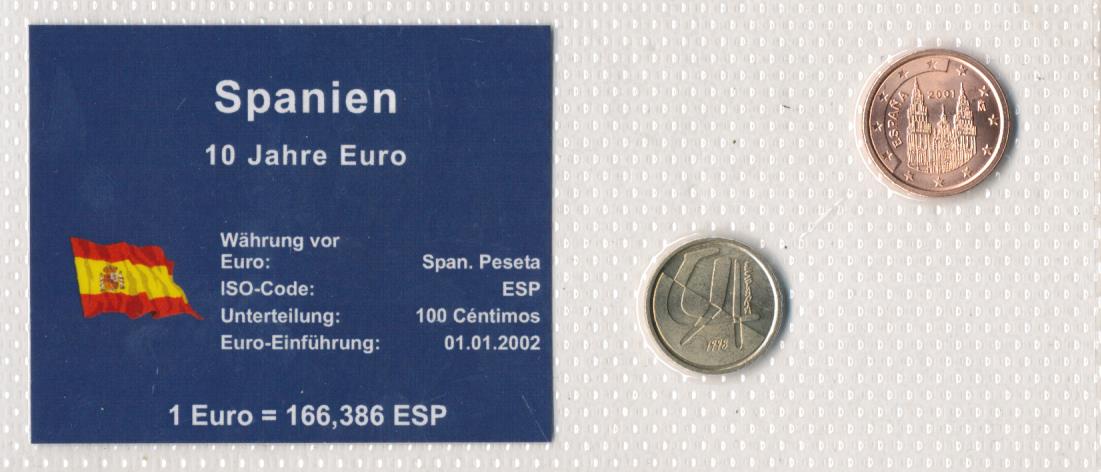 Spanien
10 Jahre Euro
Währung vor
Euro: Span. Peseta
ISO-Code: ESP
Unterteilung: 100 Céntimos
Euro-Einführung: 01.01.2002
1 Euro = 166,386 ESP
ESPAÑA
2001
M
1998